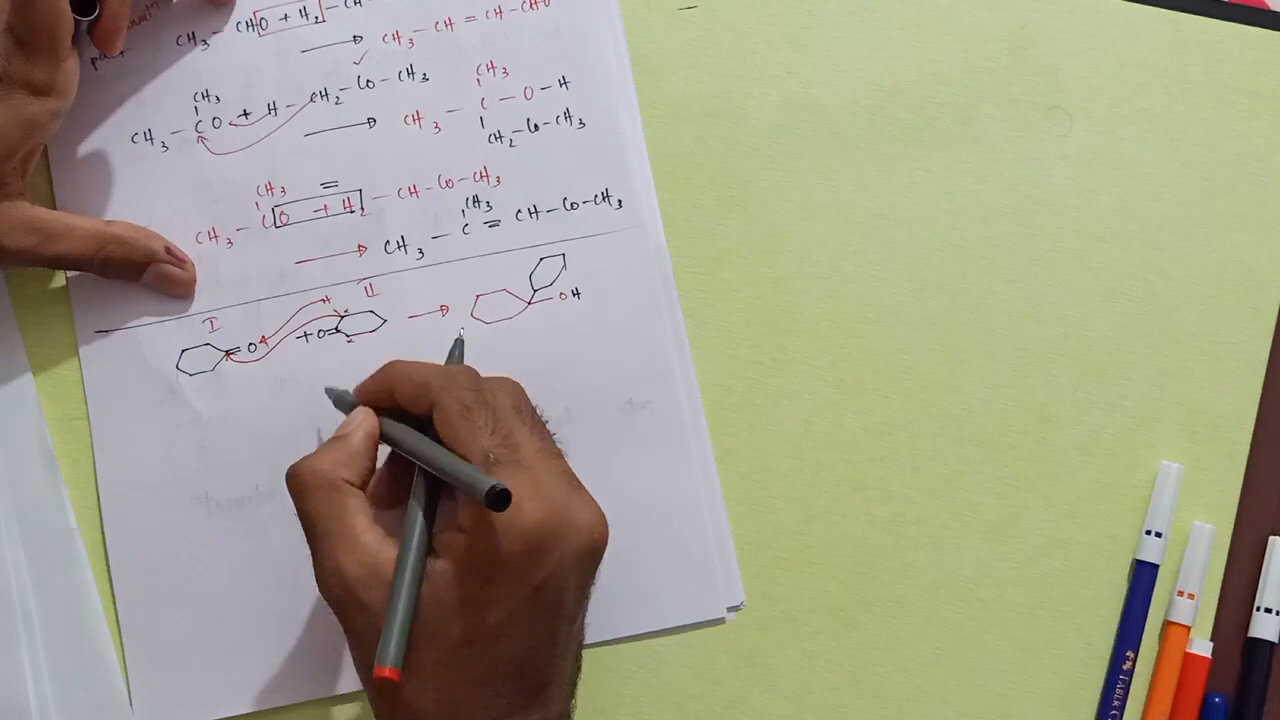 CH3 - CHO + H2 - CH
CH3 - CH = CH - CHO
CH3
CH3 - CO + H - CH2 - CO - CH3
CH3
CH3 - C - O - H
CH2 - CO - CH3
CH3
CH3 - CO + H2 - CH - CO - CH3
CH3
CH3 - C = CH - CO - CH3
I
II
=O + O=
OH
TABLR C